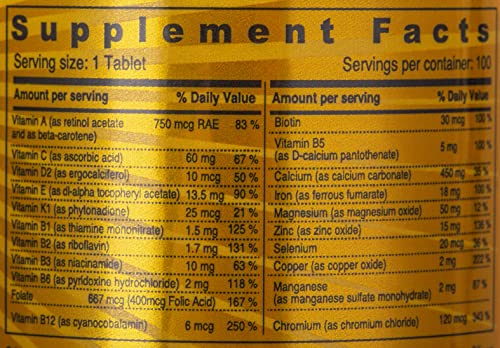 Supplement Facts
Serving size: 1 Tablet Servings per container: 100
Amount per serving % Daily Value
Vitamin A (as retinol acetate
and as beta-carotene) 750 mcg RAE 83 %
Vitamin C (as ascorbic acid) 60 mg 67 %
Vitamin D2 (as ergocalciferol) 10 mcg 50 %
Vitamin E (as dl-alpha tocopheryl acetate) 13.5 mg 90 %
Vitamin K1 (as phytonadione) 25 mcg 21 %
Vitamin B1 (as thiamine mononitrate) 1.5 mg 125 %
Vitamin B2 (as riboflavin) 1.7 mg 131 %
Vitamin B3 (as niacinamide) 10 mg 63 %
Vitamin B6 (as pyridoxine hydrochloride) 2 mg 118 %
Folate 667 mcg (400mcg Folic Acid) 167 %
Vitamin B12 (as cyanocobalamin) 6 mcg 250 %
Amount per serving % Daily Value
Biotin 30 mcg 100 %
Vitamin B5
(as D-calcium pantothenate) 5 mg 100 %
Calcium (as calcium carbonate) 450 mg 35 %
Iron (as ferrous fumarate) 18 mg 100 %
Magnesium (as magnesium oxide) 50 mg 12 %
Zinc (as zinc oxide) 15 mg 136 %
Selenium 20 mcg 36 %
Copper (as copper oxide) 2 mg 222 %
Manganese
(as manganese sulfate monohydrate) 2 mg 87 %
Chromium (as chromium chloride) 120 mcg 343 %